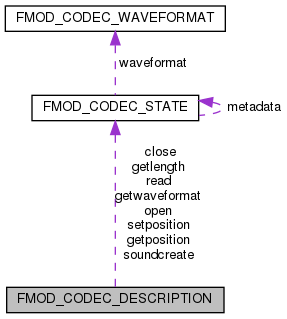 FMOD_CODEC_WAVEFORMAT
waveformat
FMOD_CODEC_STATE
metadata
close
getlength
read
getwaveformat
open
setposition
getposition
soundcreate
FMOD_CODEC_DESCRIPTION